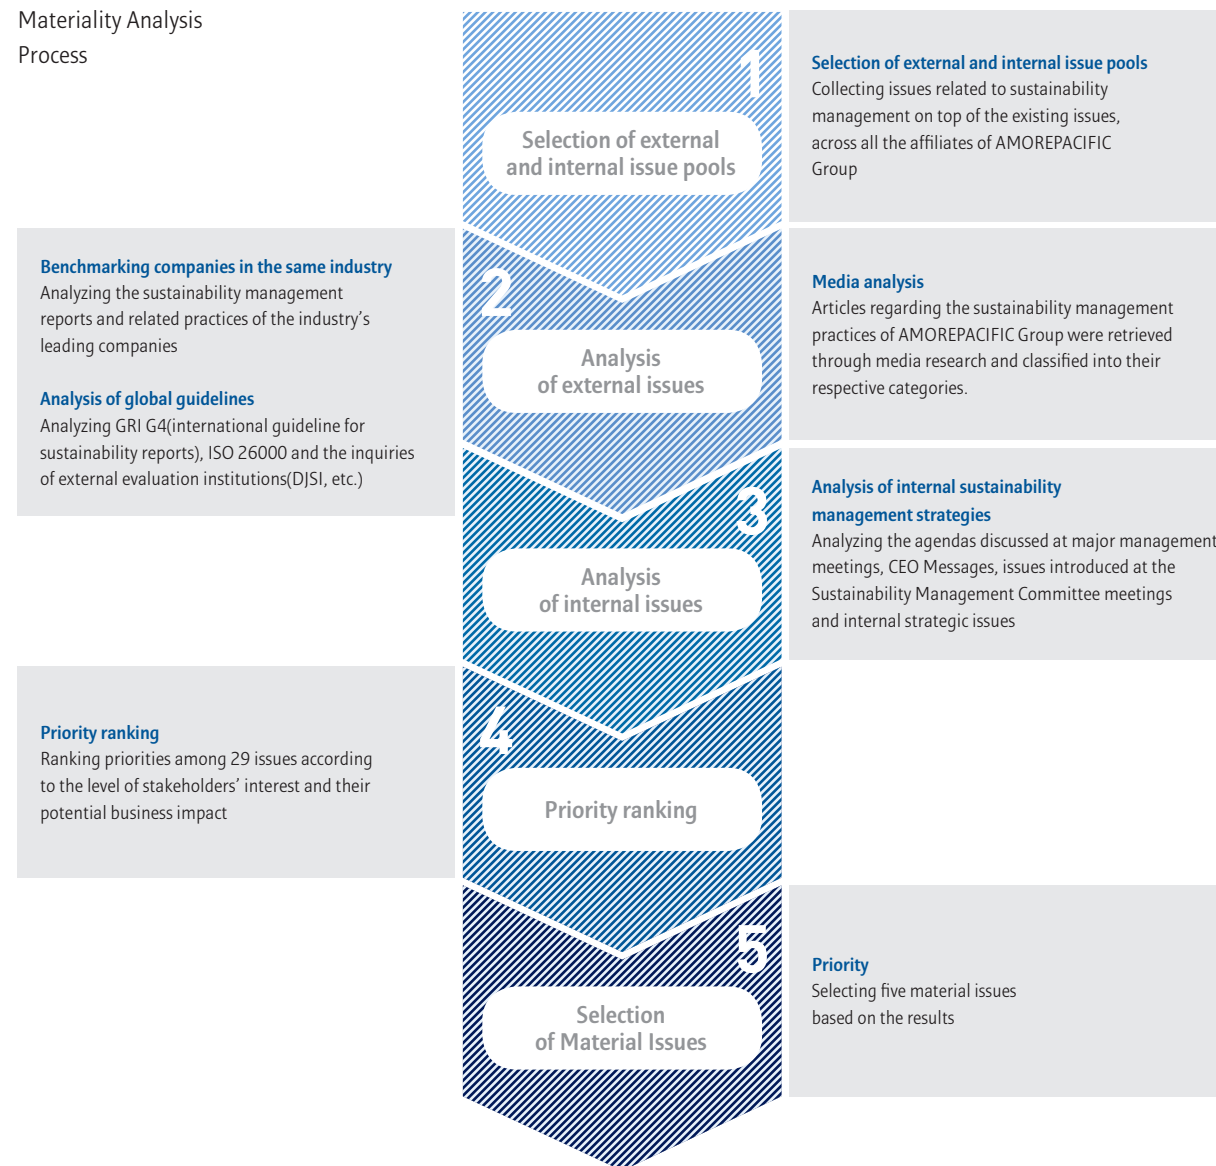 Materiality Analysis
Process
1
Selection of external
and internal issue pools
Selection of external and internal issue pools
Collecting issues related to sustainability
management on top of the existing issues,
across all the affiliates of AMOREPACIFIC
Group
2
Analysis
of external issues
Benchmarking companies in the same industry
Analyzing the sustainability management
reports and related practices of the industry’s
leading companies
Analysis of global guidelines
Analyzing GRI G4(international guideline for
sustainability reports), ISO 26000 and the inquiries
of external evaluation institutions(DJSI, etc.)
Media analysis
Articles regarding the sustainability management
practices of AMOREPACIFIC Group were retrieved
through media research and classified into their
respective categories.
3
Analysis
of internal issues
Analysis of internal sustainability
management strategies
Analyzing the agendas discussed at major management
meetings, CEO Messages, issues introduced at the
Sustainability Management Committee meetings
and internal strategic issues
4
Priority ranking
Priority ranking
Ranking priorities among 29 issues according
to the level of stakeholders’ interest and their
potential business impact
5
Selection
of Material Issues
Priority
Selecting five material issues
based on the results